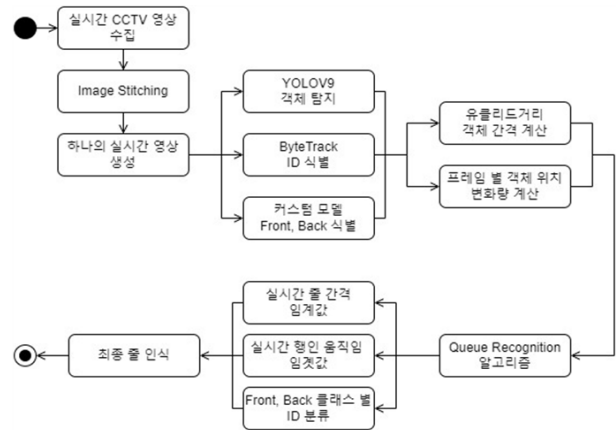 실시간 CCTV 영상
수집
Image Stitching
하나의 실시간 영상
생성
YOLOV9
객체 탐지
ByteTrack
ID 식별
커스텀 모델
Front, Back 식별
유클리드거리
객체 간격 계산
프레임 별 객체 위치
변화량 계산
Queue Recognition
알고리즘
실시간 줄 간격
임계값
실시간 행인 움직임
임곗값
Front, Back 클래스 별
ID 분류
최종 줄 인식